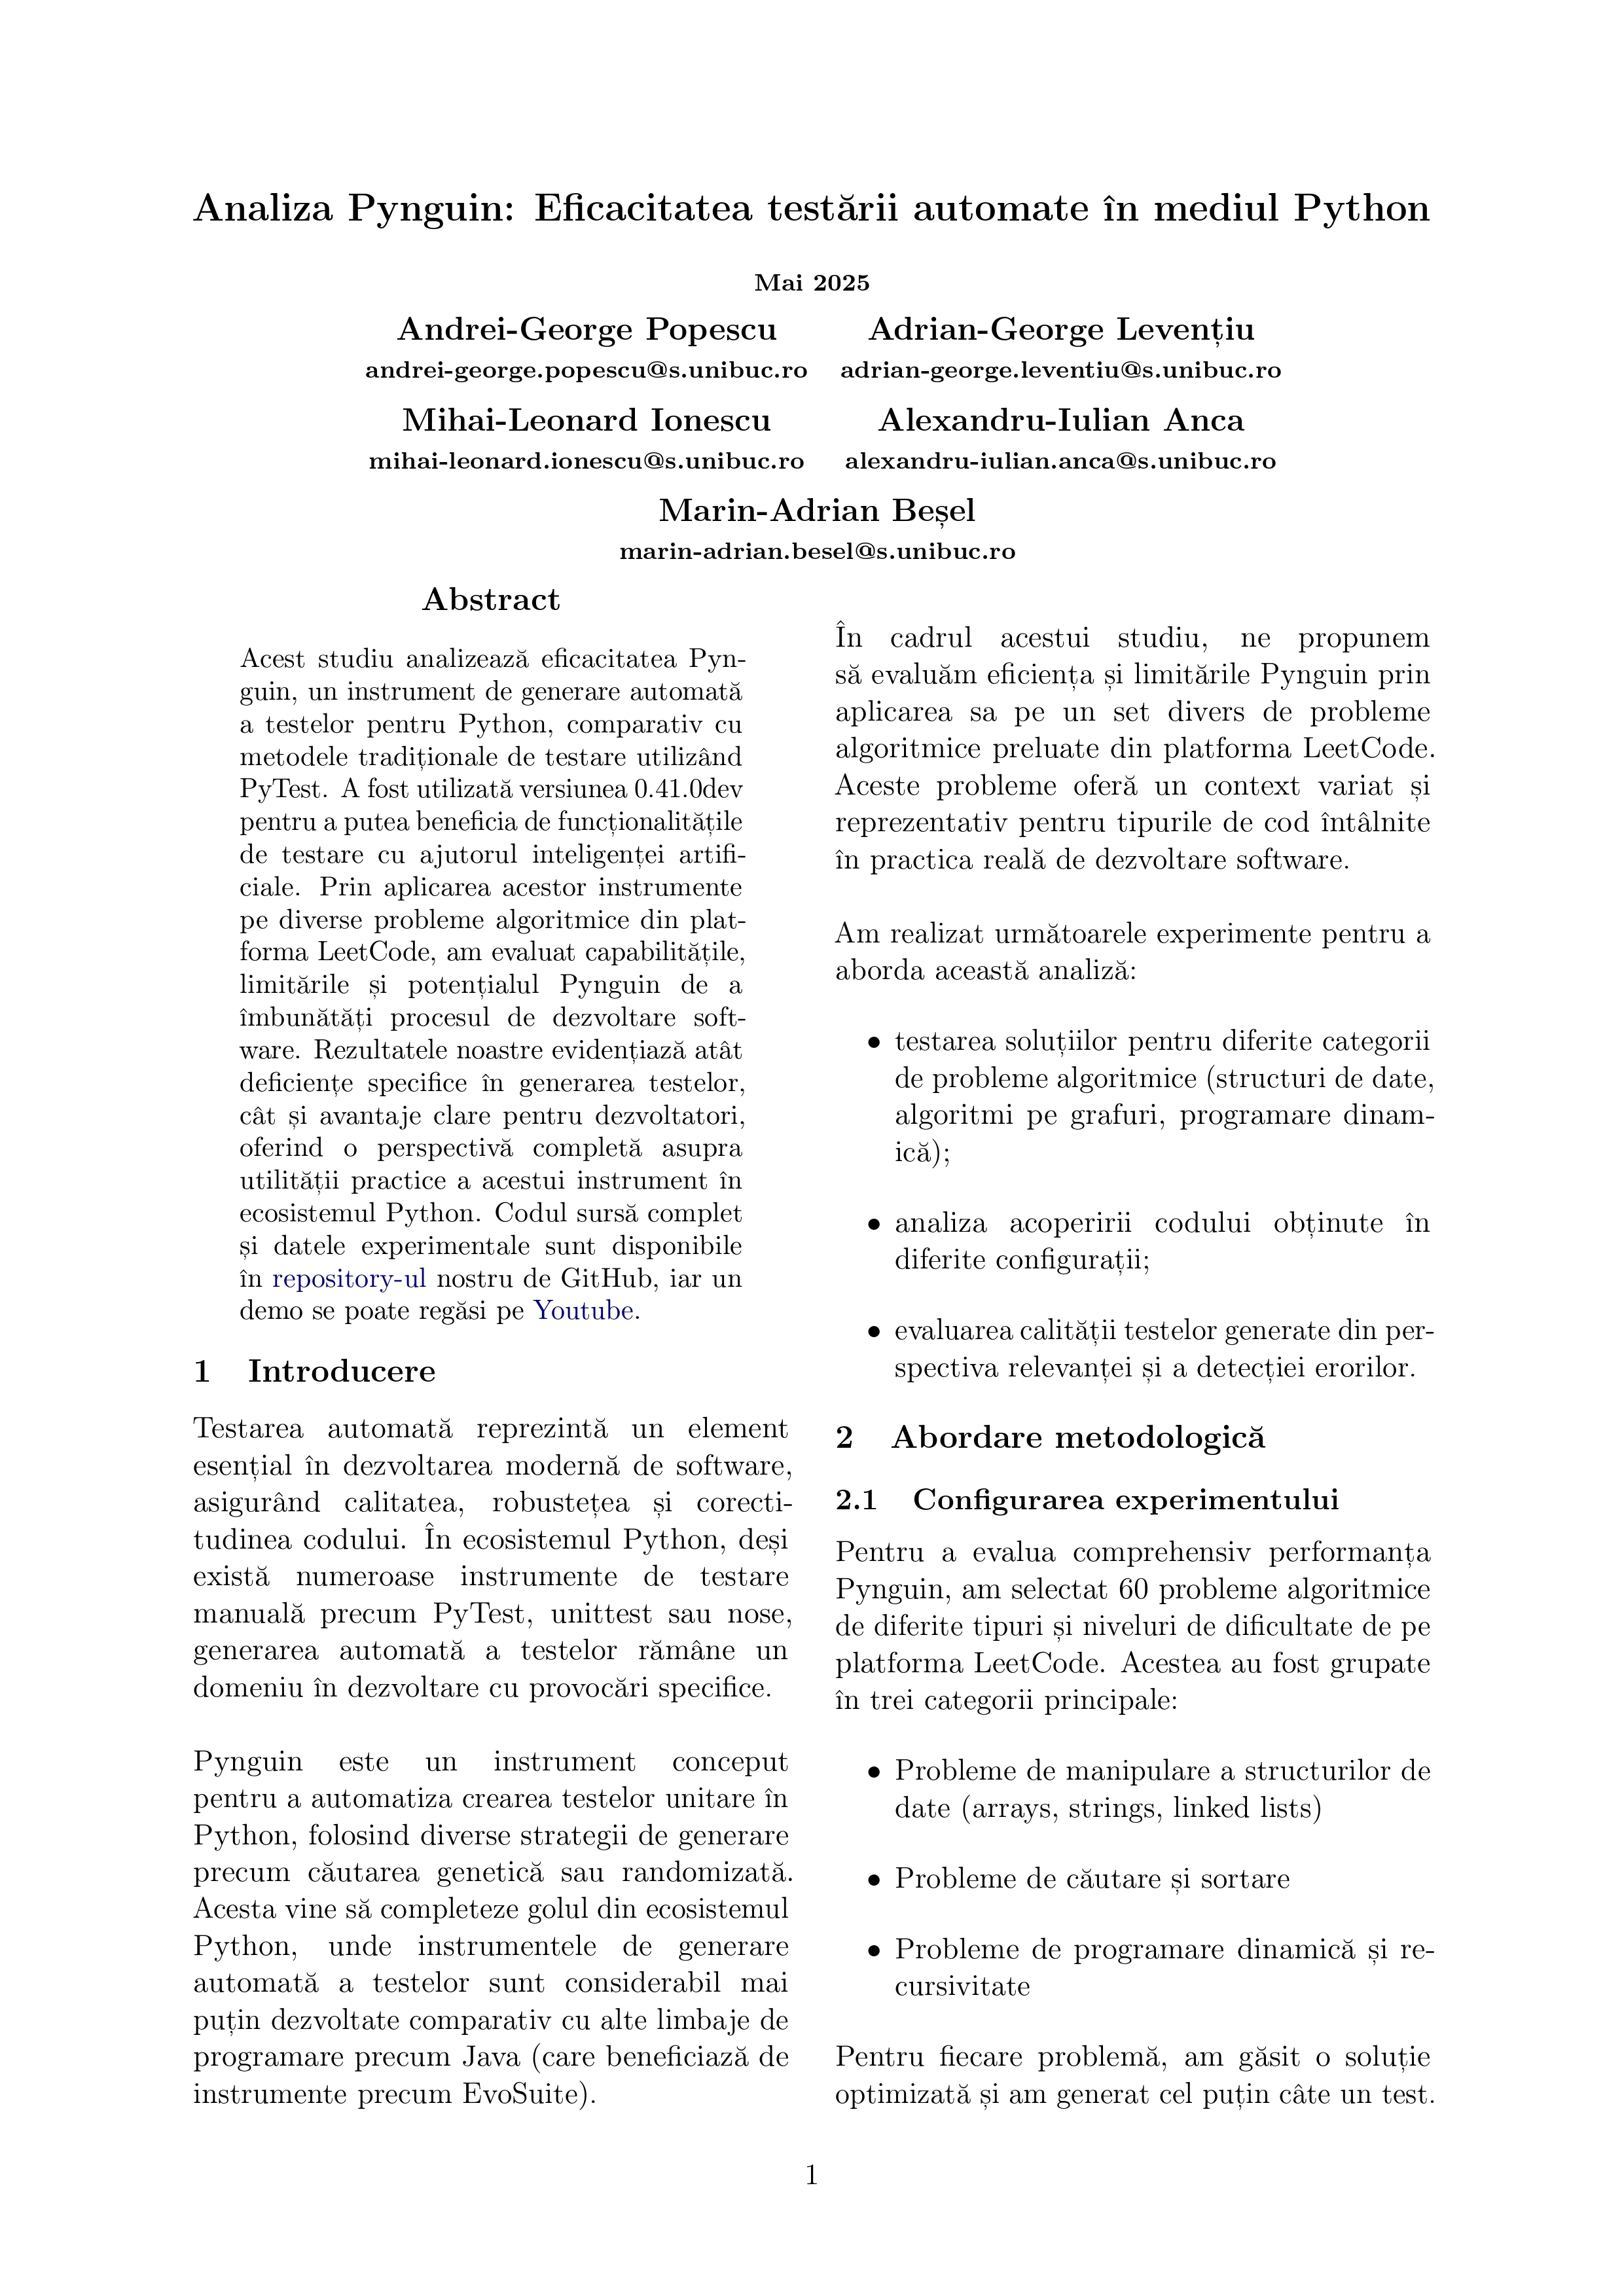 Analiza Pynguin: Eficacitatea testării automate în mediul Python
Mai 2025
Andrei-George Popescu
andrei-george.popescu@s.unibuc.ro
Adrian-George Levențiu
adrian-george.leventiu@s.unibuc.ro
Mihai-Leonard Ionescu
mihai-leonard.ionescu@s.unibuc.ro
Alexandru-Iulian Anca
alexandru-iulian.anca@s.unibuc.ro
Marin-Adrian Beșel
marin-adrian.besel@s.unibuc.ro
Abstract
Acest studiu analizează eficacitatea Pyn-
guin, un instrument de generare automată
a testelor pentru Python, comparativ cu
metodele tradiționale de testare utilizând
PyTest. A fost utilizată versiunea 0.41.0dev
pentru a putea beneficia de funcționalitățile
de testare cu ajutorul inteligenței artifi-
ciale. Prin aplicarea acestor instrumente
pe diverse probleme algoritmice din plat-
forma LeetCode, am evaluat capabilitățile,
limitările și potențialul Pynguin de a
îmbunătăți procesul de dezvoltare soft-
ware. Rezultatele noastre evidențiază atât
deficiențe specifice în generarea testelor,
cât și avantaje clare pentru dezvoltatori,
oferind o perspectivă completă asupra
utilității practice a acestui instrument în
ecosistemul Python. Codul sursă complet
și datele experimentale sunt disponibile
în repository-ul nostru de GitHub, iar un
demo se poate regăsi pe Youtube.
1 Introducere
Testarea automată reprezintă un element
esențial în dezvoltarea modernă de software,
asigurând calitatea, robustețea și corecti-
tudinea codului. În ecosistemul Python, deși
există numeroase instrumente de testare
manuală precum PyTest, unittest sau nose,
generarea automată a testelor rămâne un
domeniu în dezvoltare cu provocări specifice.
Pynguin este un instrument conceput
pentru a automatiza crearea testelor unitare în
Python, folosind diverse strategii de generare
precum căutarea genetică sau randomizată.
Acesta vine să completeze golul din ecosistemul
Python, unde instrumentele de generare
automată a testelor sunt considerabil mai
puțin dezvoltate comparativ cu alte limbaje de
programare precum Java (care beneficiază de
instrumente precum EvoSuite).
În cadrul acestui studiu, ne propunem
să evaluăm eficiența și limitările Pynguin prin
aplicarea sa pe un set divers de probleme
algoritmice preluate din platforma LeetCode.
Aceste probleme oferă un context variat și
reprezentativ pentru tipurile de cod întâlnite
în practica reală de dezvoltare software.
Am realizat următoarele experimente pentru a
aborda această analiză:
• testarea soluțiilor pentru diferite categorii
de probleme algoritmice (structuri de date,
algoritmi pe grafuri, programare dinam-
ică);
• analiza acoperirii codului obținute în
diferite configurații;
• evaluarea calității testelor generate din per-
spectiva relevanței și a detecției erorilor.
2 Abordare metodologică
2.1 Configurarea experimentului
Pentru a evalua comprehensiv performanța
Pynguin, am selectat 60 probleme algoritmice
de diferite tipuri și niveluri de dificultate de pe
platforma LeetCode. Acestea au fost grupate
în trei categorii principale:
• Probleme de manipulare a structurilor de
date (arrays, strings, linked lists)
• Probleme de căutare și sortare
• Probleme de programare dinamică și re-
cursivitate
Pentru fiecare problemă, am găsit o soluție
optimizată și am generat cel puțin câte un test.
1